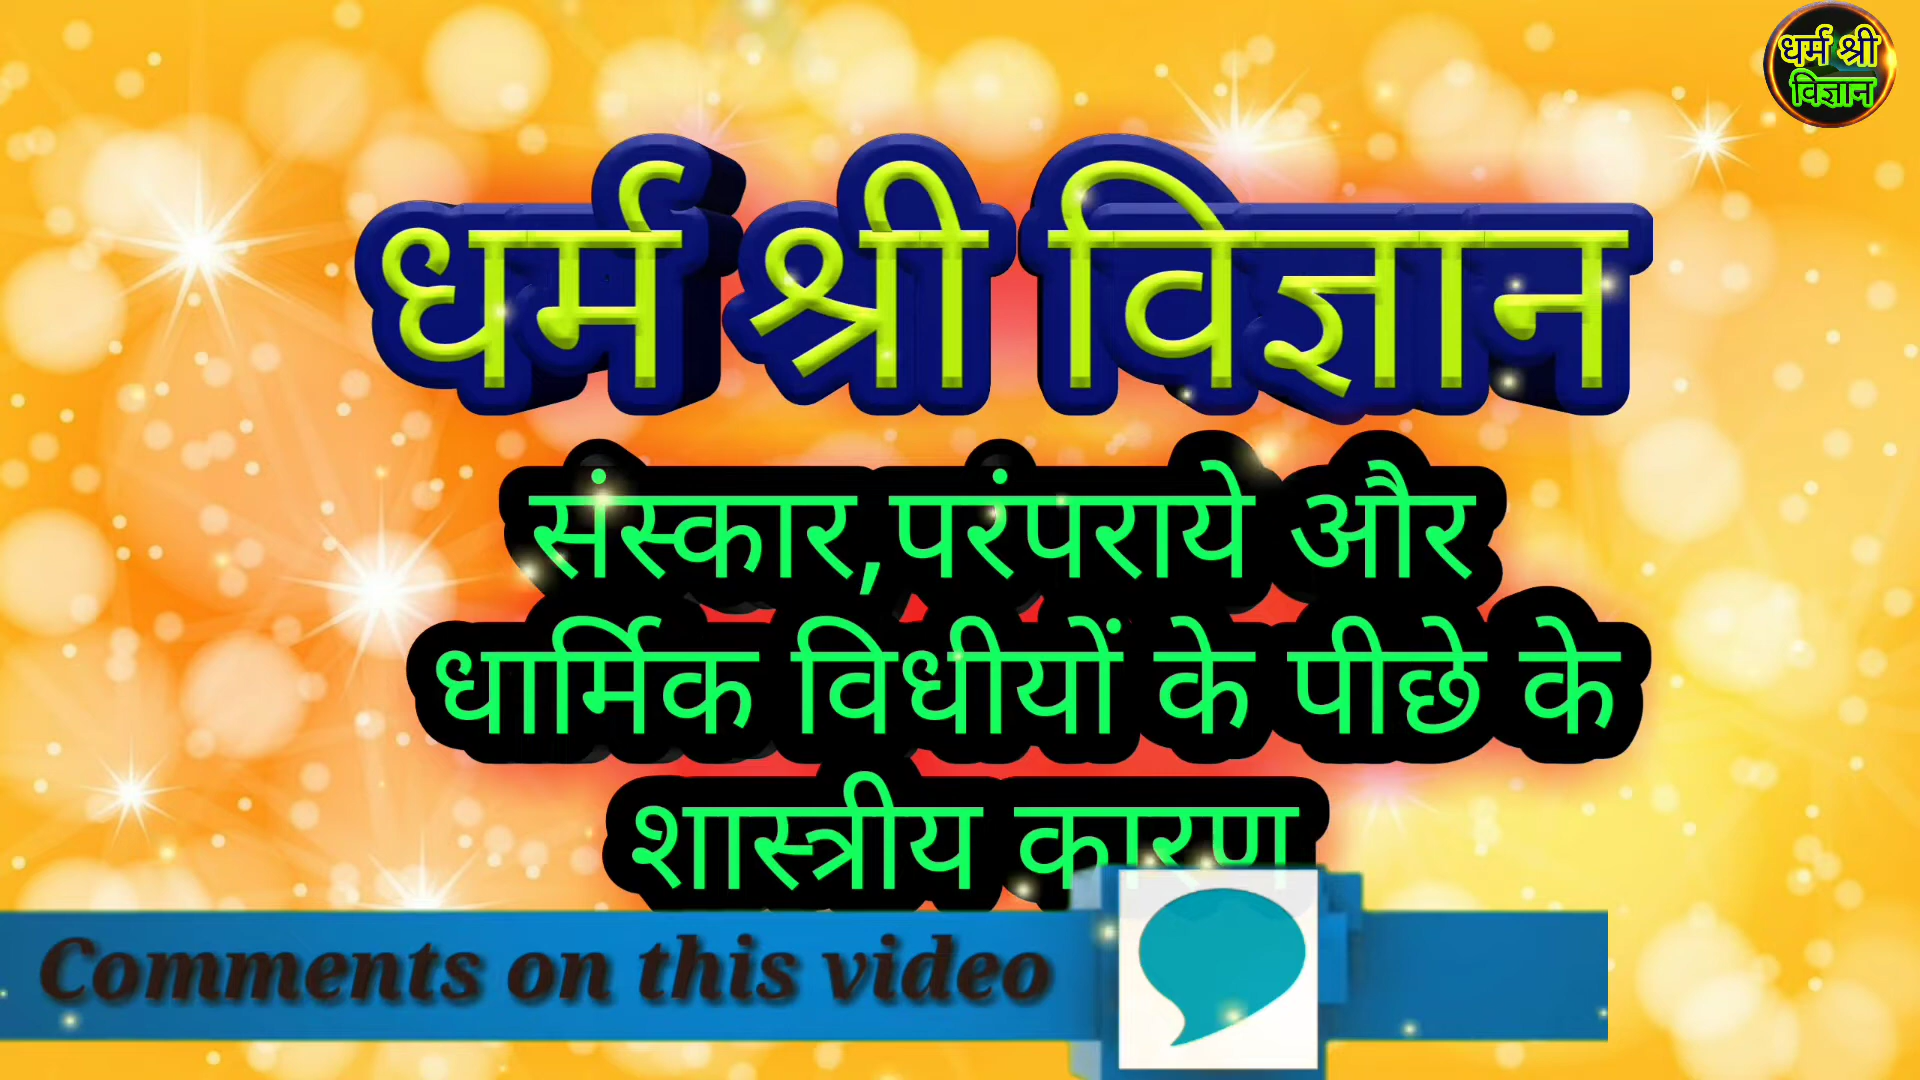 धर्म श्री
विज्ञान
धर्म श्री विज्ञान
संस्कार,परंपराये और
धार्मिक विधीयों के पीछे के
शास्त्रीय कारण
Comments on this video